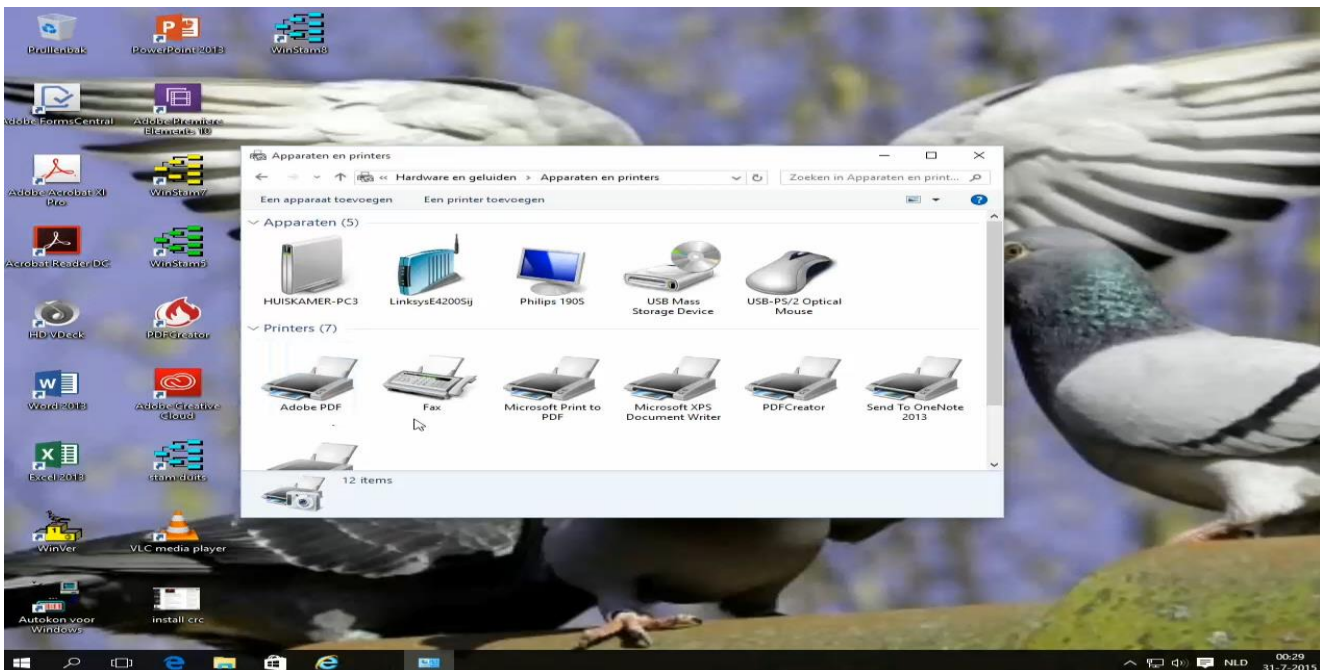 Prullenbak
PowerPoint 2013
WinStam8
Adobe FormsCentral
Adobe Premiere
Elements 10
Adobe Acrobat XI
Pro
WinStam7
Acrobat Reader DC
WinStam5
HD VDeck
PDFCreator
Word 2013
Adobe Creative
Cloud
Excel 2013
stam duits
WinVer
VLC media player
Autokon voor
Windows
install crc
Apparaten en printers
« Hardware en geluiden › Apparaten en printers
Zoeken in Apparaten en print...
Een apparaat toevoegen
Een printer toevoegen
Apparaten (5)
HUISKAMER-PC3
LinksysE4200Sij
Philips 190S
USB Mass
Storage Device
USB-PS/2 Optical
Mouse
Printers (7)
Adobe PDF
Fax
Microsoft Print to
PDF
Microsoft XPS
Document Writer
PDFCreator
Send To OneNote
2013
12 items
NLD
00:29
31-7-2015